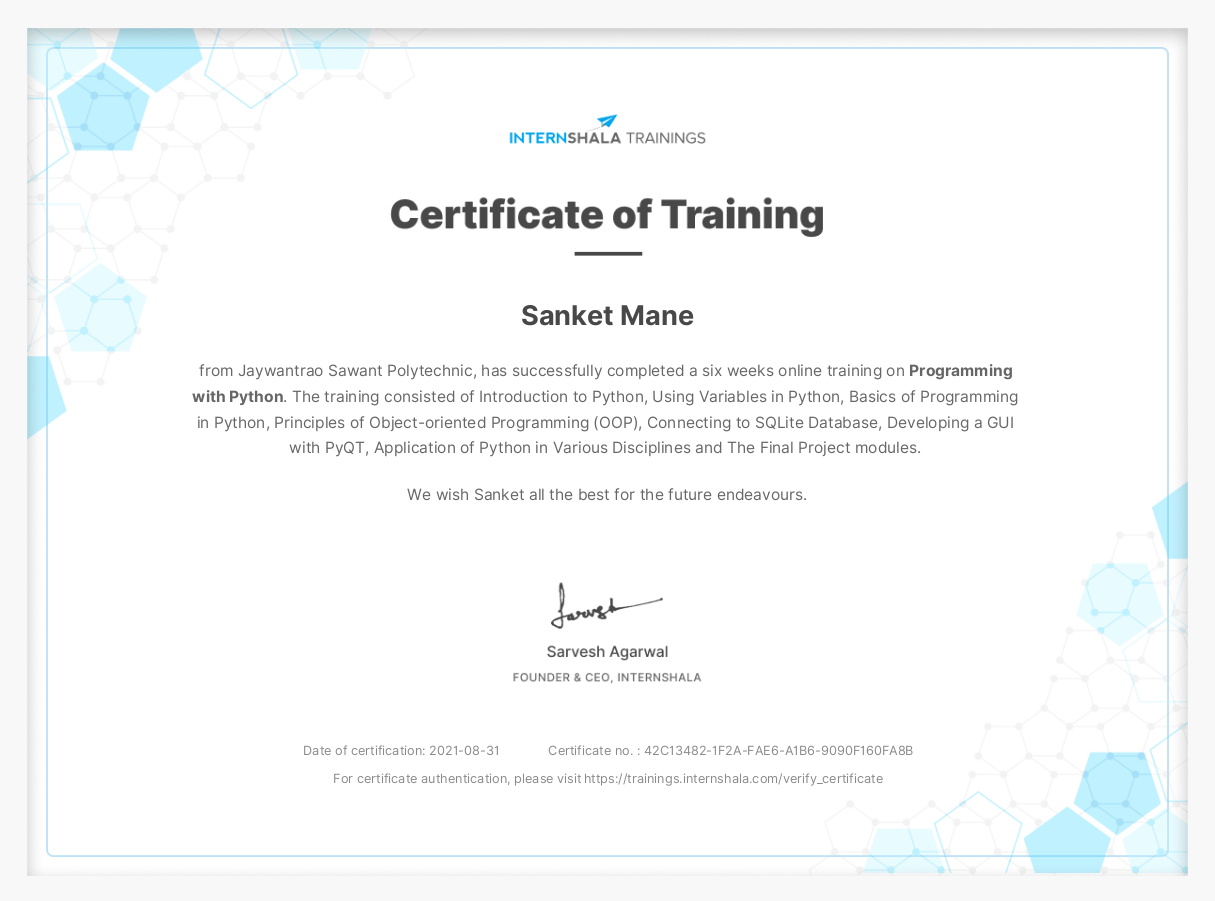 INTERNSHALA TRAININGS
Certificate of Training
Sanket Mane
from Jaywantrao Sawant Polytechnic, has successfully completed a six weeks online training on Programming
with Python. The training consisted of Introduction to Python, Using Variables in Python, Basics of Programming
in Python, Principles of Object-oriented Programming (OOP), Connecting to SQLite Database, Developing a GUI
with PyQT, Application of Python in Various Disciplines and The Final Project modules.
We wish Sanket all the best for the future endeavours.
Sarvesh
Sarvesh Agarwal
FOUNDER & CEO, INTERNSHALA
Date of certification: 2021-08-31 Certificate no. : 42C13482-1F2A-FAE6-A1B6-9090F160FA8B
For certificate authentication, please visit https://trainings.internshala.com/verify_certificate